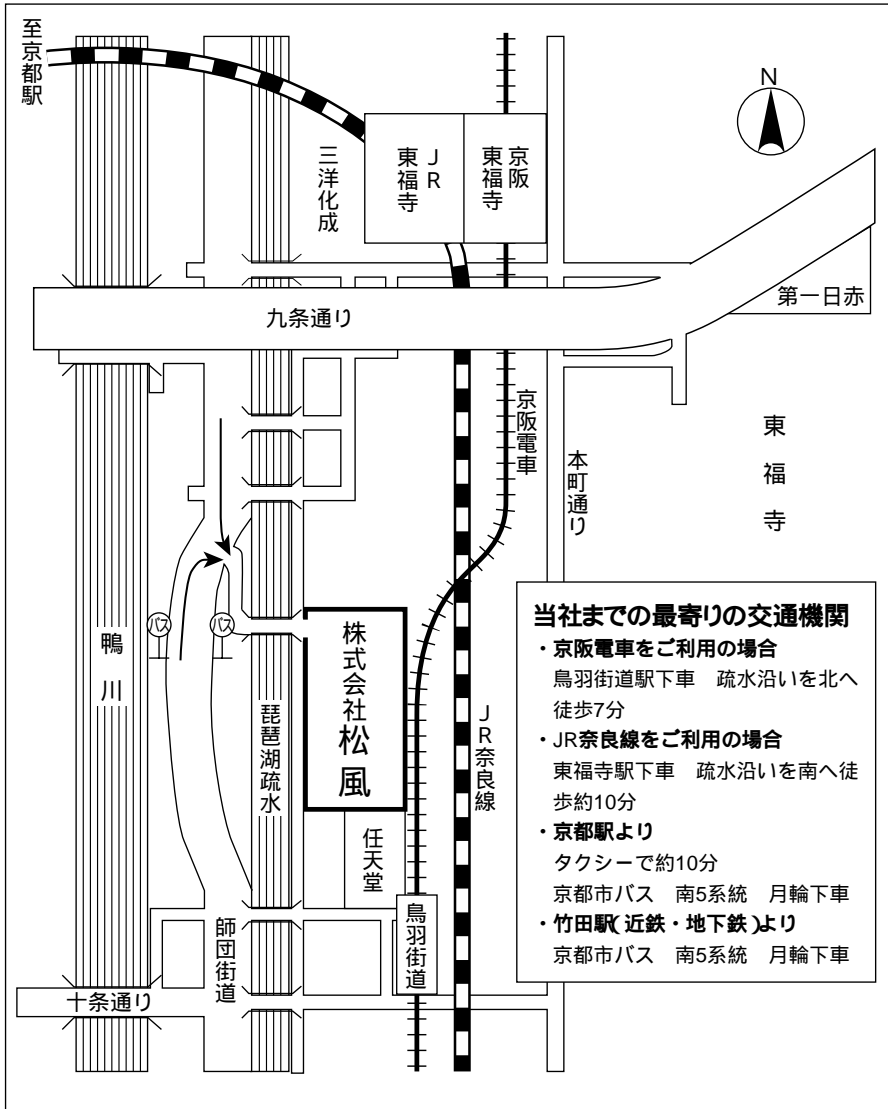 至京都駅
N
三洋化成
JR
東福寺
京阪
東福寺
第一日赤
九条通り
京阪電車
本町通り
東福寺
バス
バス
鴨川
琵琶湖疏水
株式会社松風
JR奈良線
任天堂
鳥羽街道
師団街道
十条通り
当社までの最寄りの交通機関
・京阪電車をご利用の場合
鳥羽街道駅下車　疏水沿いを北へ
徒歩7分
・JR奈良線をご利用の場合
東福寺駅下車　疏水沿いを南へ徒
歩約10分
・京都駅より
タクシーで約10分
京都市バス　南5系統　月輪下車
・竹田駅(近鉄・地下鉄)より
京都市バス　南5系統　月輪下車